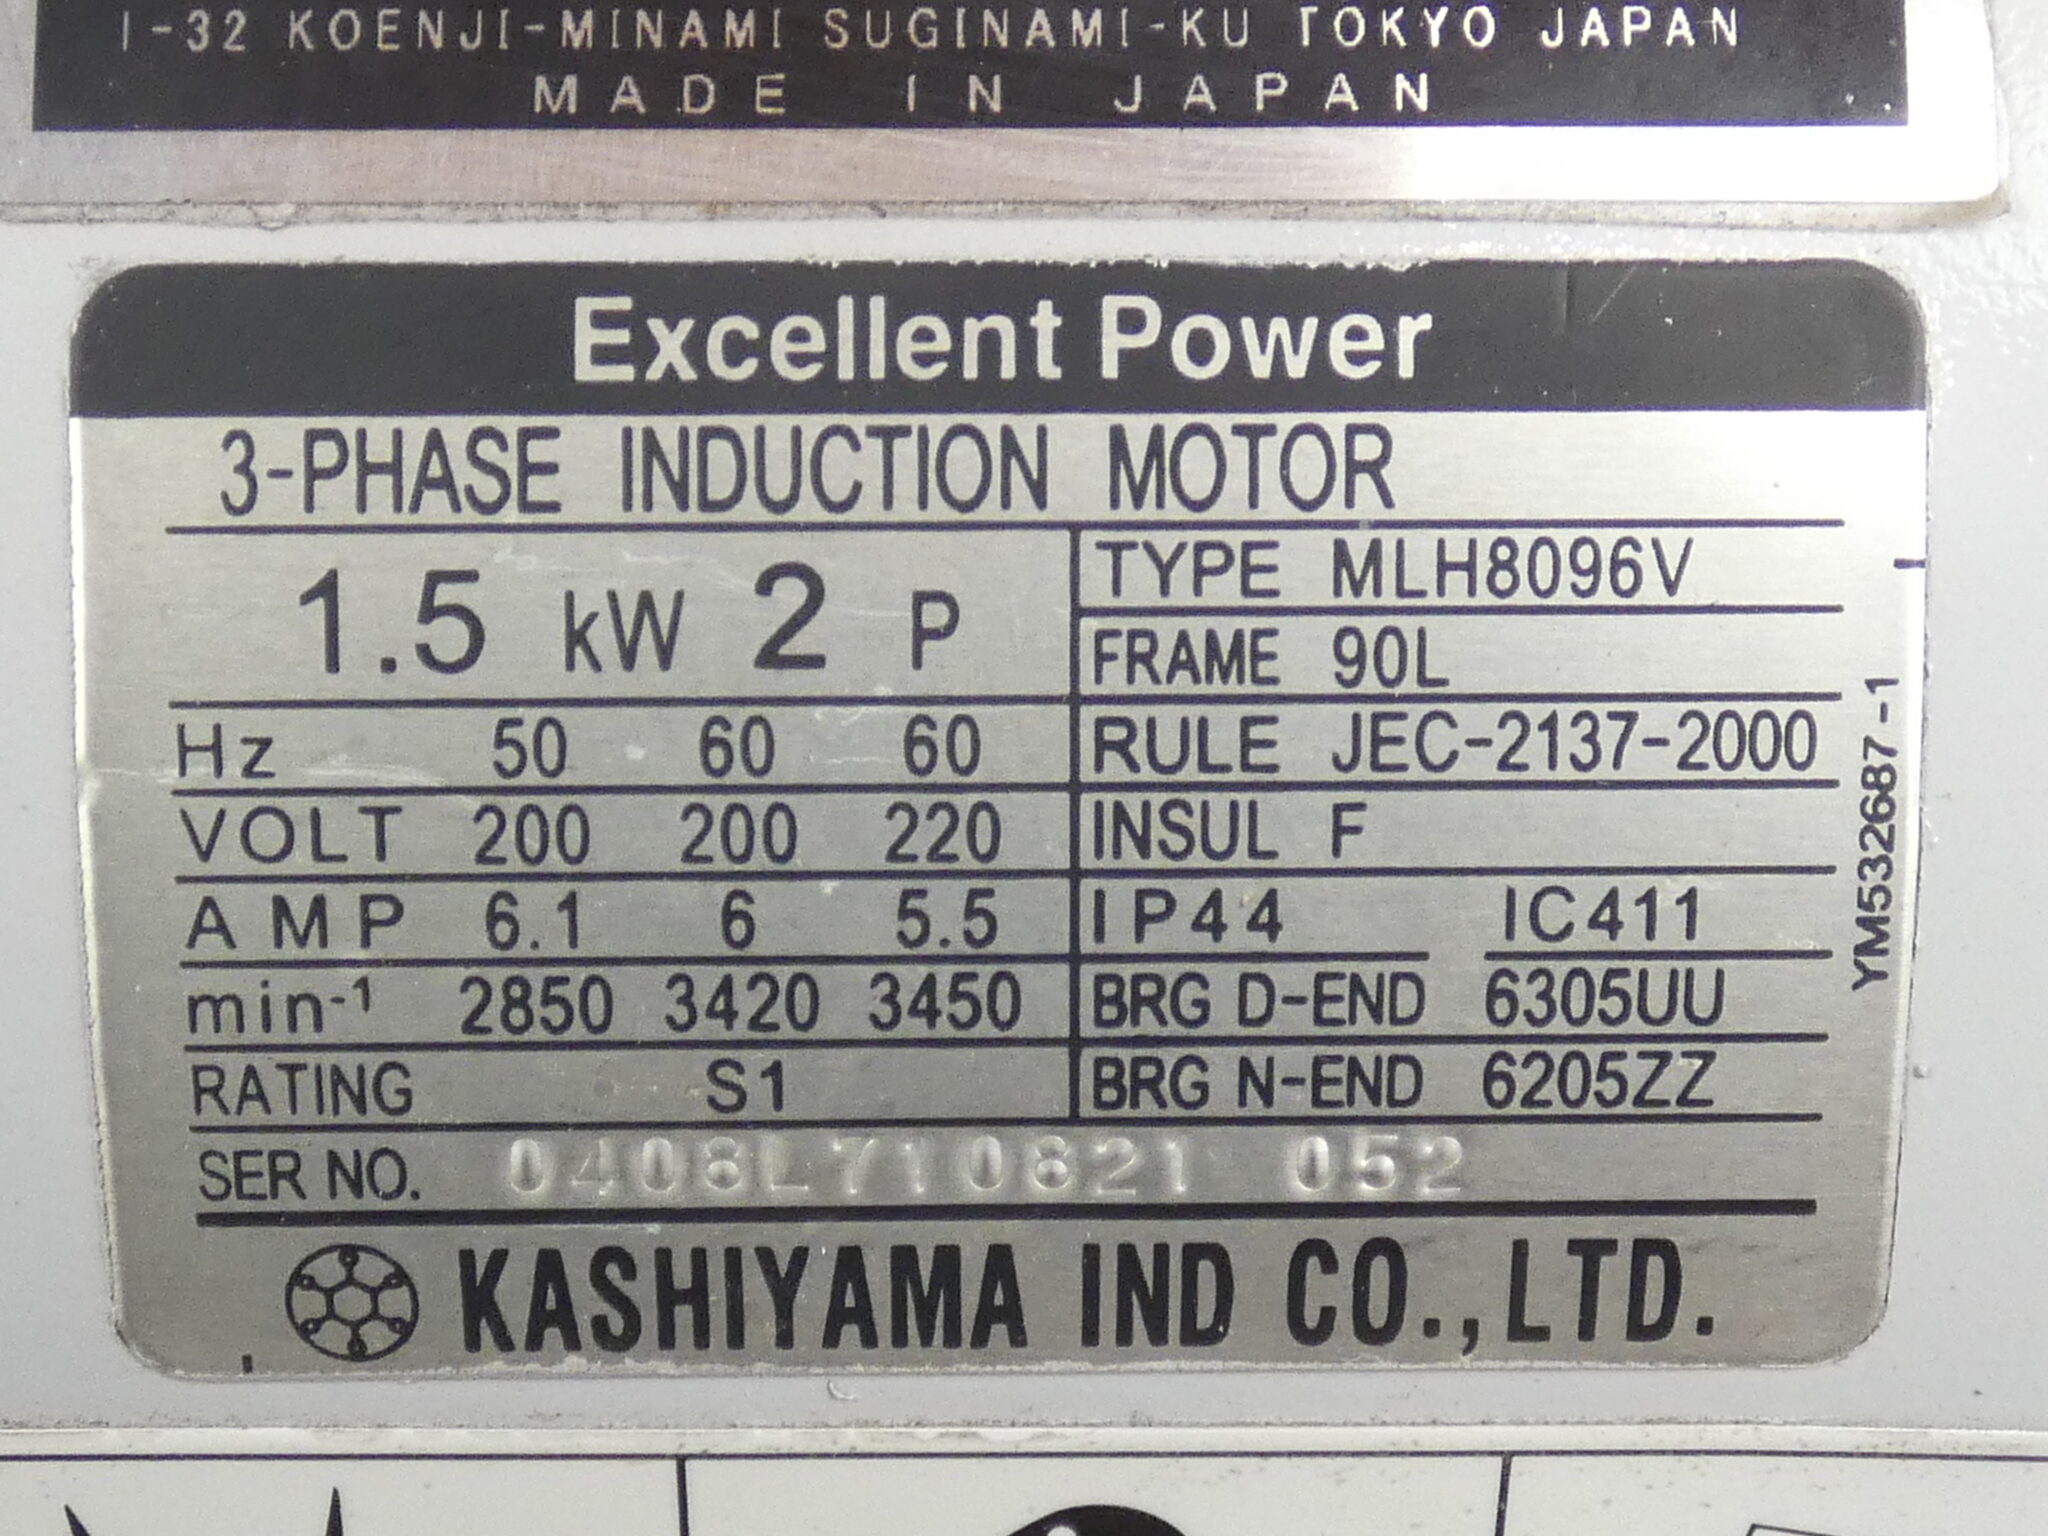 1-32 KOENJI-MINAMI SUGINAMI-KU TOKYO JAPAN
MADE IN JAPAN
Excellent Power
3-PHASE INDUCTION MOTOR
1.5 kW 2 P
TYPE MLH8096V
FRAME 90L
Hz 50 60 60
RULE JEC-2137-2000
VOLT 200 200 220
INSUL F
AMP 6.1 6 5.5
IP44 IC411
min-1 2850 3420 3450
BRG D-END 6305UU
RATING S1
BRG N-END 6205ZZ
SER NO. 0408L710821 052
KASHIYAMA IND CO.,LTD.
YM532687-1